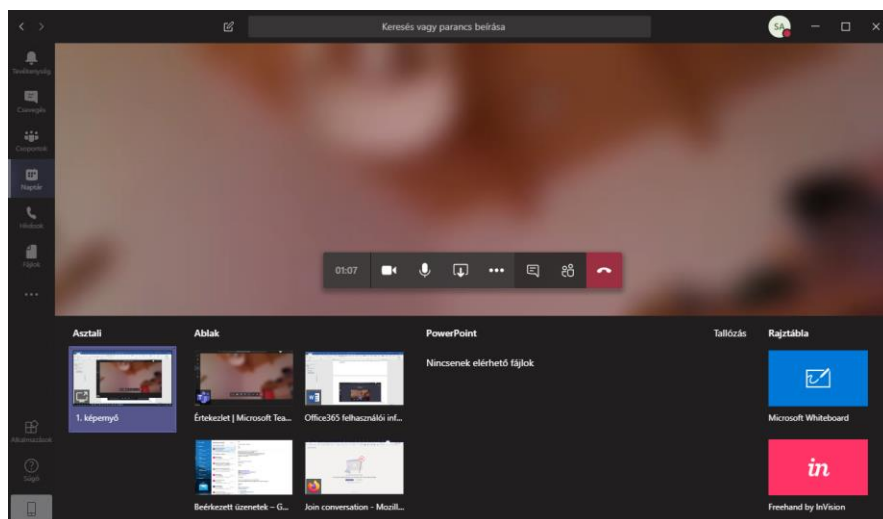 Keresés vagy parancs beírása
SA
Tevékenység
Csevegés
Csoportok
Naptár
Hívások
Fájlok
01:07
Asztali
Ablak
PowerPoint
Tallózás
Rajztábla
Nincsenek elérhető fájlok
1. képernyő
Értekezlet | Microsoft Tea...
Office365 felhasználói inf...
Microsoft Whiteboard
Alkalmazások
Súgó
in
Beérkezett üzenetek – G...
Join conversation - Mozill...
Freehand by InVision